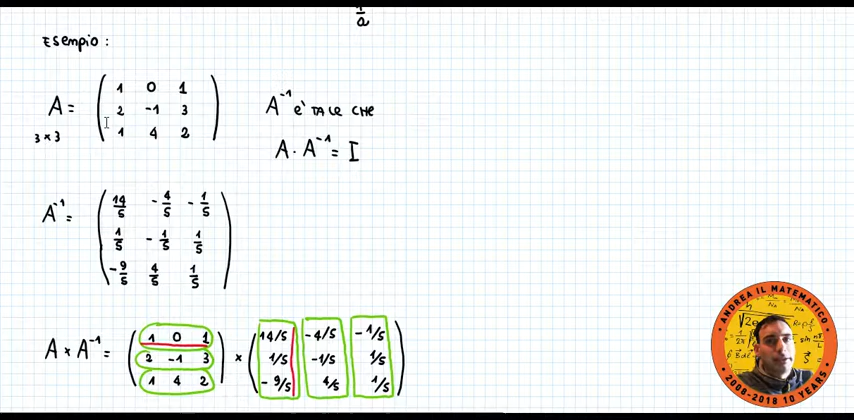 1/a
Esempio:
A = ( 1 0 1
2 -1 3
1 4 2 )
3 x 3
A⁻¹ è TALE CHE
A · A⁻¹ = I
A⁻¹ = ( 14/5 -4/5 -1/5
1/5 -1/5 1/5
-9/5 4/5 1/5 )
A x A⁻¹ = ( 1 0 1
2 -1 3
1 4 2 ) x ( 14/5 -4/5 -1/5
1/5 -1/5 1/5
-9/5 4/5 1/5 )
ANDREA IL MATEMATICO
2008-2018 10 YEARS